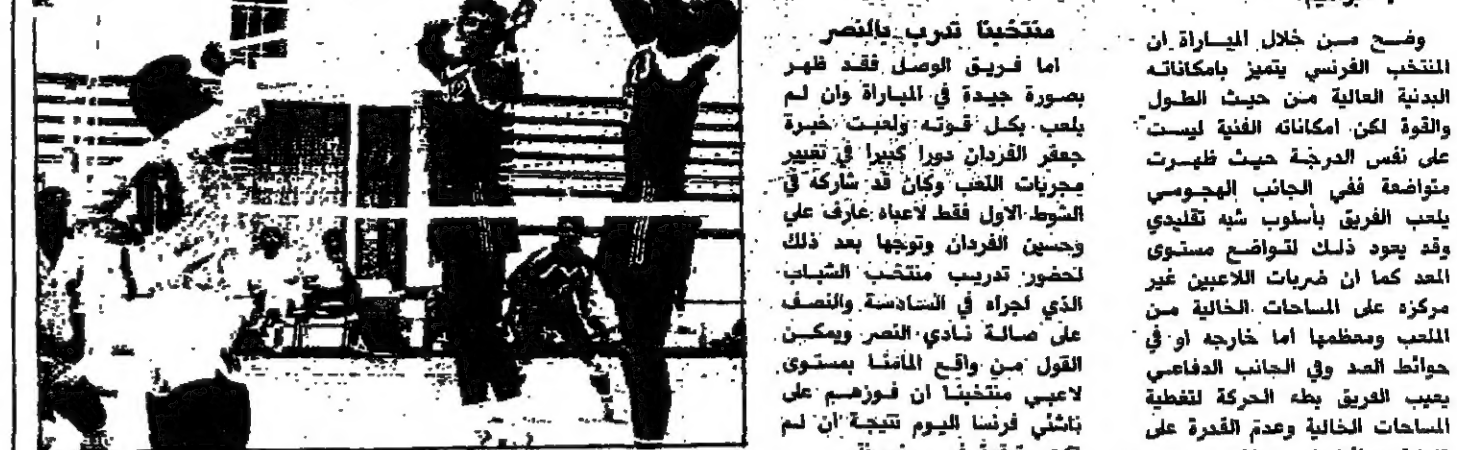 وضح من خلال المباراة ان
المنتخب الفرنسي يتميز بامكاناته
البدنية العالية من حيث الطول
والقوة لكن امكاناته الفنية ليست
على نفس الدرجة حيث ظهرت
متواضعة ففي الجانب الهجومي
يلعب الفريق بأسلوب شبه تقليدي
وقد يعود ذلك لتواضع مستوى
المعد كما ان ضربات اللاعبين غير
مركزه على المساحات الخالية من
الملعب ومعظمها اما خارجه او في
حوائط الصد وفي الجانب الدفاعي
يعيب الفريق بطء الحركة لتغطية
المساحات الخالية وعدم القدرة على
منتخبنا تدرب بالنصر
اما فريق الوصل فقد ظهر
بصورة جيدة في المباراة وان لم
يلعب بكل قوته ولعبت خبرة
جعفر الفردان دورا كبيرا في تغيير
مجريات اللعب وكان قد شاركه في
الشوط الاول فقط لاعباه عارف علي
وحسين الفردان وتوجها بعد ذلك
لحضور تدريب منتخب الشباب
الذي اجراه في السادسة والنصف
على صالة نادي النصر ويمكن
القول من واقع المامنا بمستوى
لاعبي منتخبنا ان فوزهم على
ناشئي فرنسا اليوم نتيجة ان لم